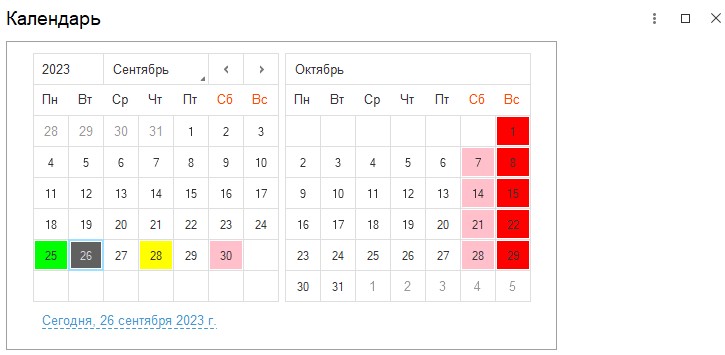 Календарь
2023 Сентябрь Октябрь
Пн Вт Ср Чт Пт Сб Вс Пн Вт Ср Чт Пт Сб Вс
28 29 30 31 1 2 3 1
4 5 6 7 8 9 10 2 3 4 5 6 7 8
11 12 13 14 15 16 17 9 10 11 12 13 14 15
18 19 20 21 22 23 24 16 17 18 19 20 21 22
25 26 27 28 29 30 23 24 25 26 27 28 29
30 31 1 2 3 4 5
Сегодня, 26 сентября 2023 г.